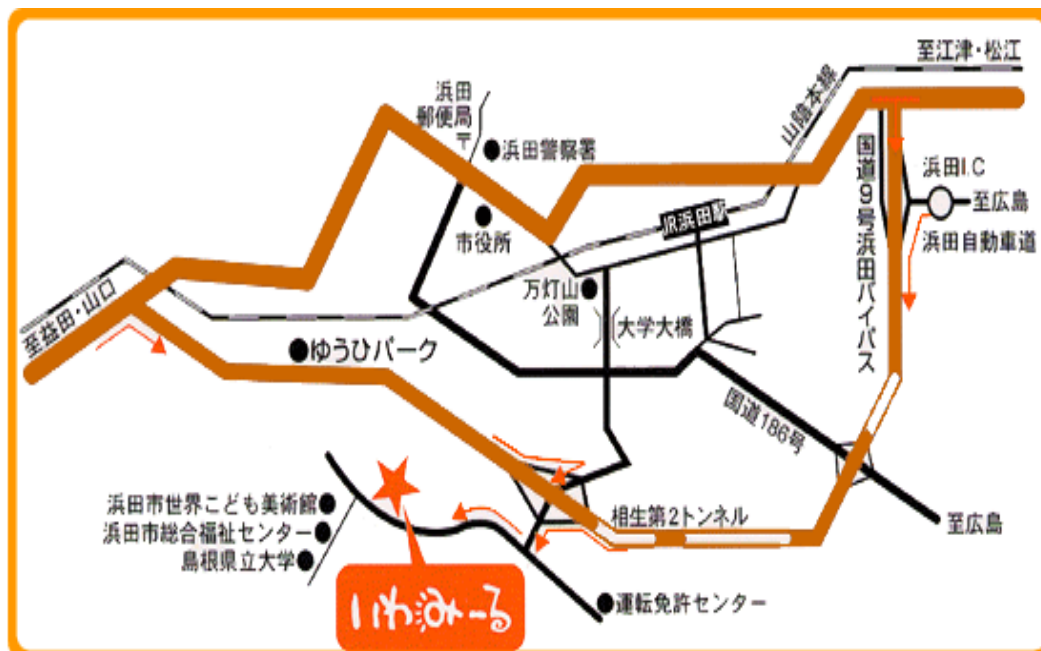 至江津・松江
浜田
郵便局
〒
浜田警察署
山陰本線
国道9号浜田バイパス
浜田I.C
至広島
浜田自動車道
JR浜田駅
市役所
万灯山
公園
大学大橋
至益田・山口
ゆうひパーク
国道186号
浜田市世界こども美術館
浜田市総合福祉センター
島根県立大学
相生第2トンネル
至広島
いわみーる
運転免許センター